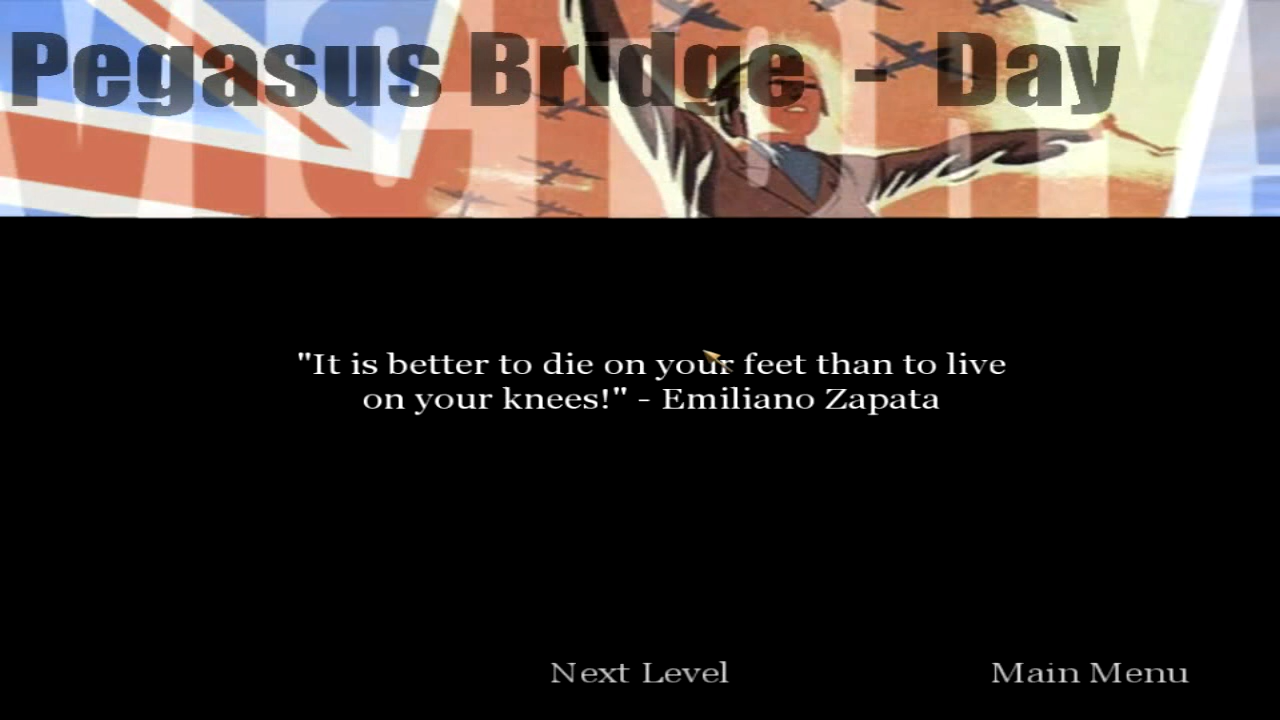 Pegasus Bridge - Day
VICTORY
"It is better to die on your feet than to live
on your knees!" - Emiliano Zapata
Next Level
Main Menu